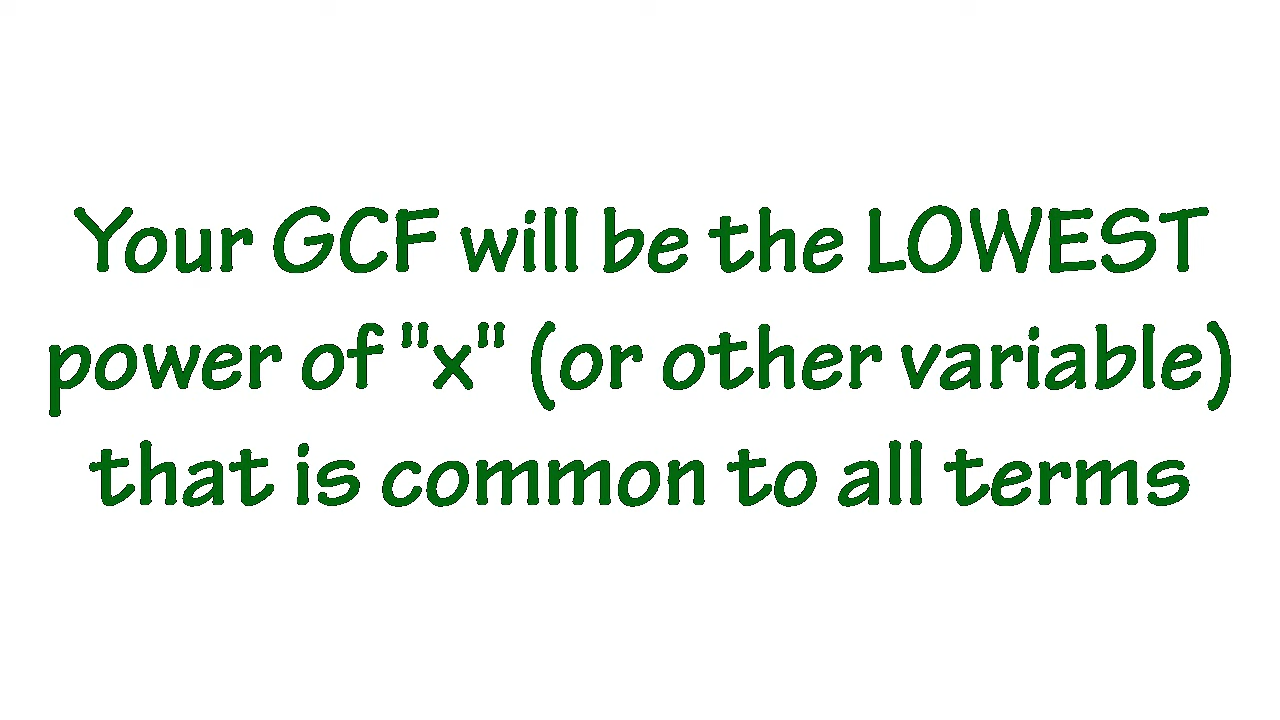 Your GCF will be the LOWEST
power of "x" (or other variable)
that is common to all terms